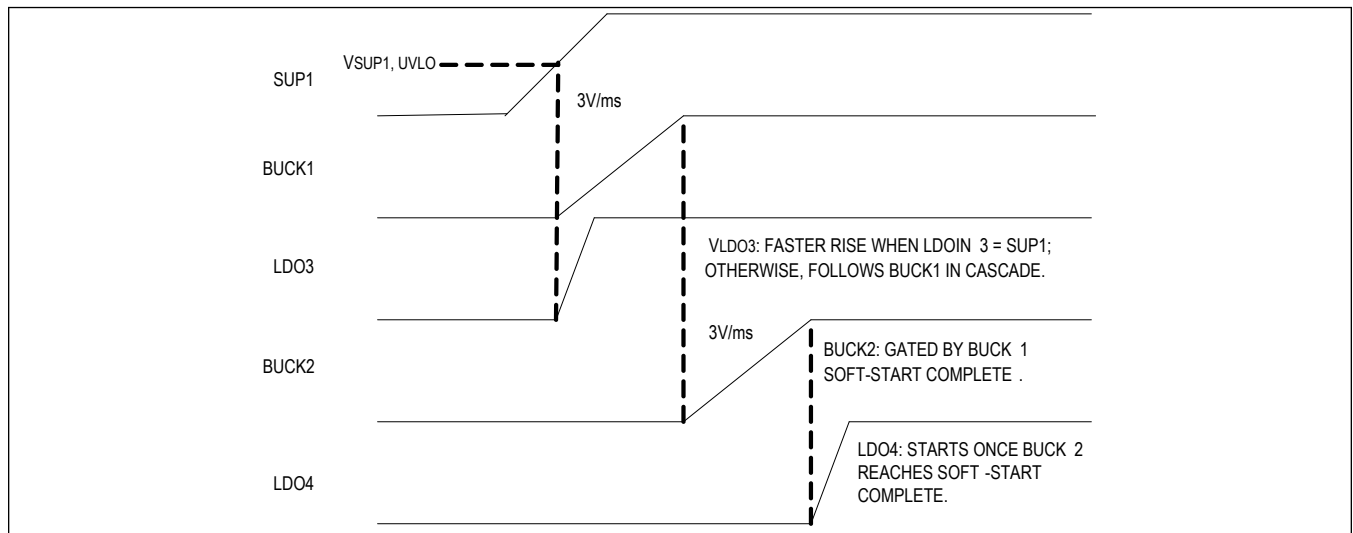 VSUP1, UVLO
SUP1
3V/ms
BUCK1
VLDO3: FASTER RISE WHEN LDOIN 3 = SUP1;
OTHERWISE, FOLLOWS BUCK1 IN CASCADE.
LDO3
3V/ms
BUCK2: GATED BY BUCK 1
SOFT-START COMPLETE .
BUCK2
LDO4: STARTS ONCE BUCK 2
REACHES SOFT -START
COMPLETE.
LDO4